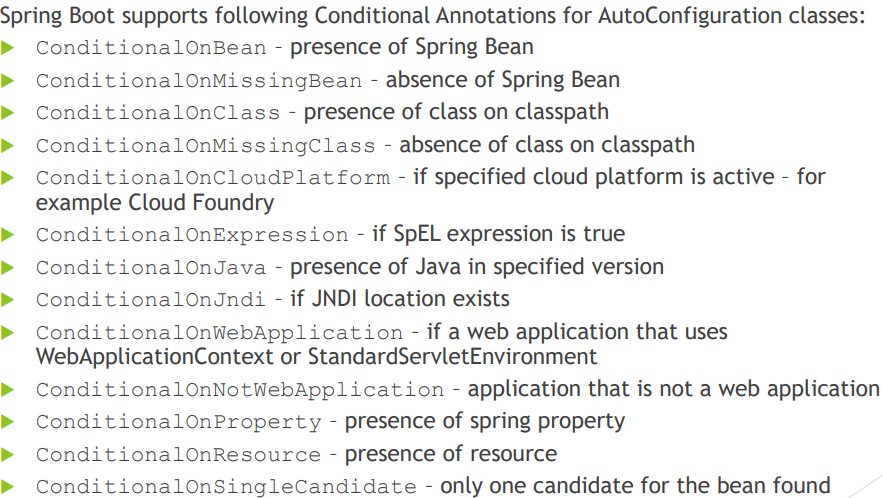 Spring Boot supports following Conditional Annotations for AutoConfiguration classes:
ConditionalOnBean - presence of Spring Bean
ConditionalOnMissingBean - absence of Spring Bean
ConditionalOnClass - presence of class on classpath
ConditionalOnMissingClass - absence of class on classpath
ConditionalOnCloudPlatform - if specified cloud platform is active - for
example Cloud Foundry
ConditionalOnExpression - if SpEL expression is true
ConditionalOnJava - presence of Java in specified version
ConditionalOnJndi - if JNDI location exists
ConditionalOnWebApplication - if a web application that uses
WebApplicationContext or StandardServletEnvironment
ConditionalOnNotWebApplication - application that is not a web application
ConditionalOnProperty - presence of spring property
ConditionalOnResource - presence of resource
ConditionalOnSingleCandidate - only one candidate for the bean found